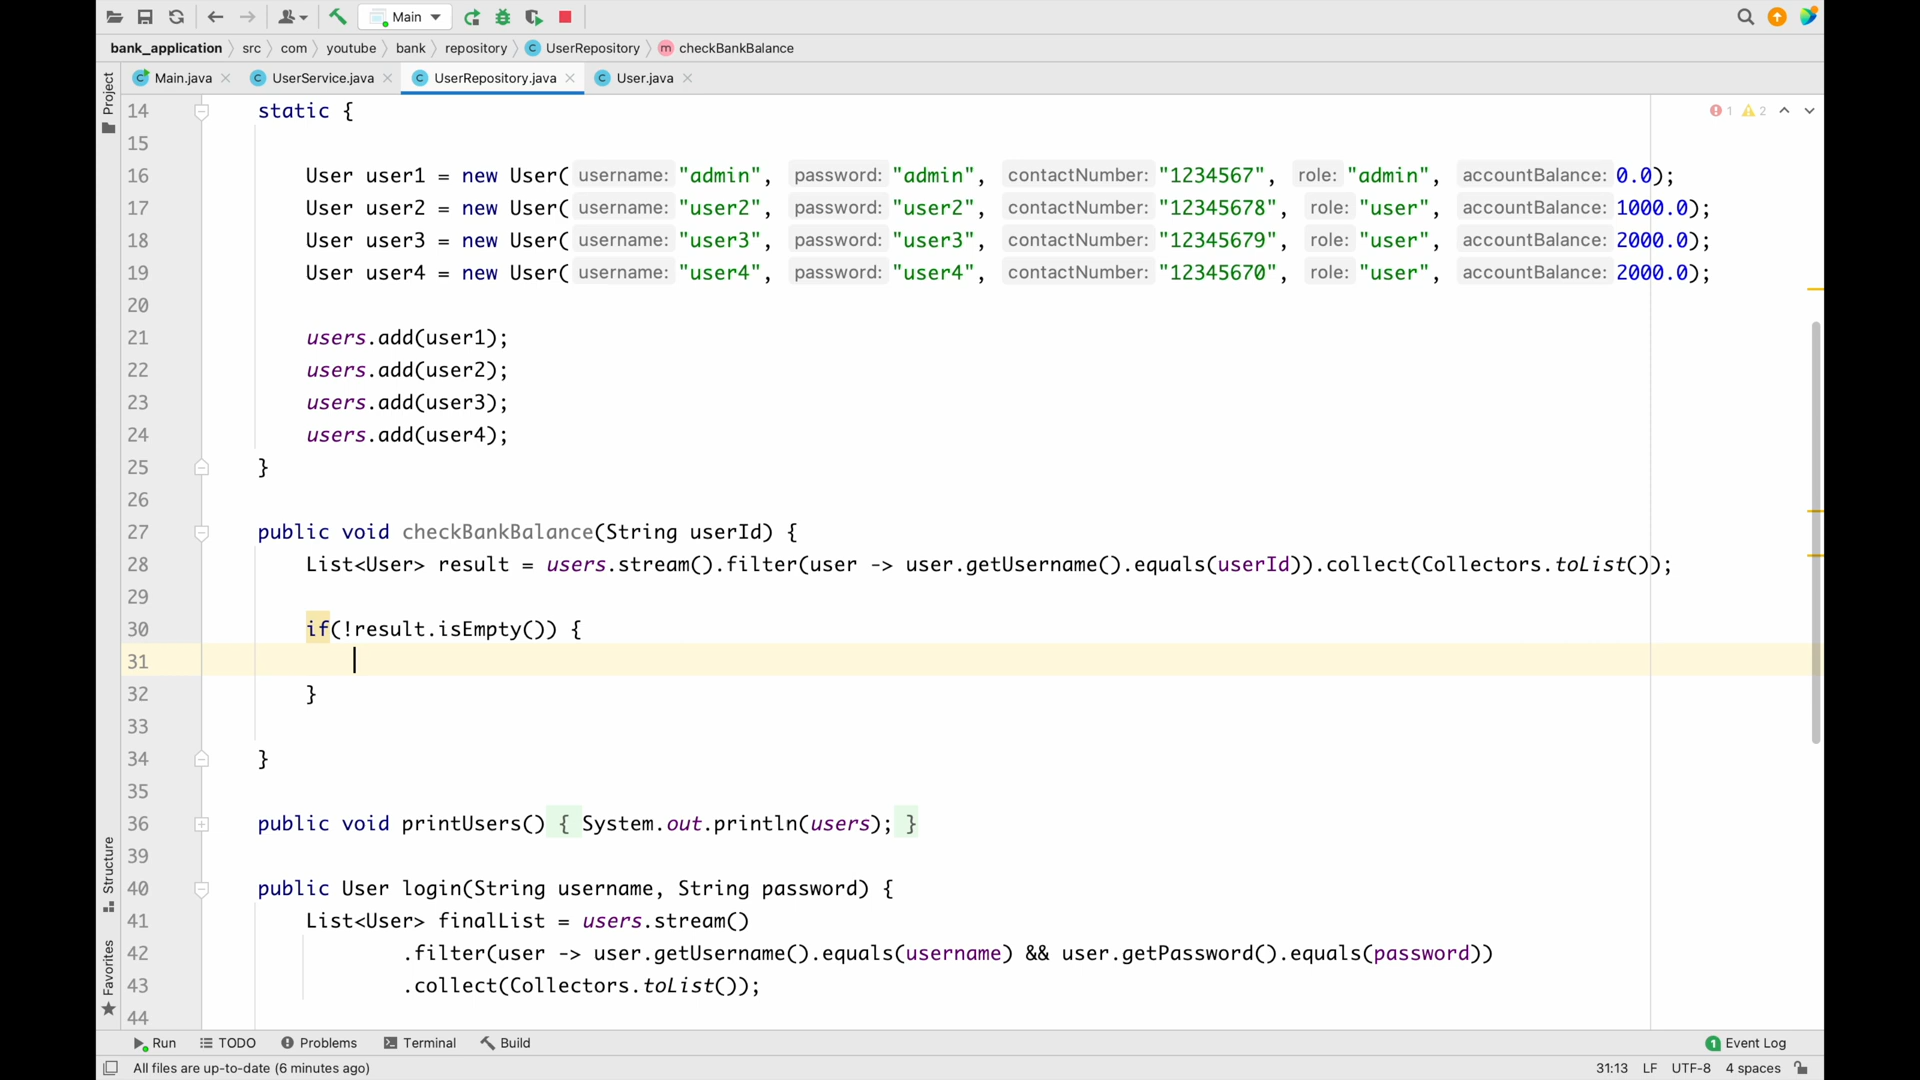 Main
bank_application src com youtube bank repository UserRepository checkBankBalance
Main.java UserService.java UserRepository.java User.java
Project
14 static {
1 2
15
16 User user1 = new User( username: "admin", password: "admin", contactNumber: "1234567", role: "admin", accountBalance: 0.0);
17 User user2 = new User( username: "user2", password: "user2", contactNumber: "12345678", role: "user", accountBalance: 1000.0);
18 User user3 = new User( username: "user3", password: "user3", contactNumber: "12345679", role: "user", accountBalance: 2000.0);
19 User user4 = new User( username: "user4", password: "user4", contactNumber: "12345670", role: "user", accountBalance: 2000.0);
20
21 users.add(user1);
22 users.add(user2);
23 users.add(user3);
24 users.add(user4);
25 }
26
27 public void checkBankBalance(String userId) {
28 List<User> result = users.stream().filter(user -> user.getUsername().equals(userId)).collect(Collectors.toList());
29
30 if(!result.isEmpty()) {
31
32 }
33
34 }
35
36 public void printUsers() { System.out.println(users); }
39
40 public User login(String username, String password) {
41 List<User> finalList = users.stream()
42 .filter(user -> user.getUsername().equals(username) && user.getPassword().equals(password))
43 .collect(Collectors.toList());
44
Structure
Favorites
Run TODO Problems Terminal Build 1 Event Log
All files are up-to-date (6 minutes ago) 31:13 LF UTF-8 4 spaces